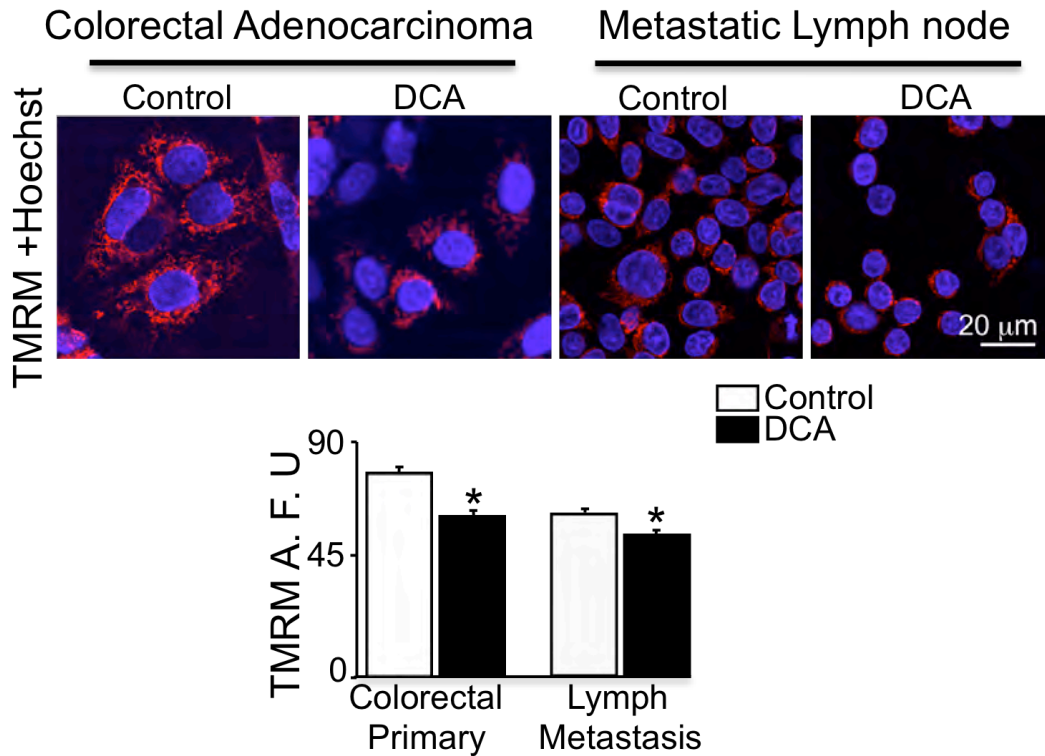 Colorectal Adenocarcinoma
Metastatic Lymph node
Control
DCA
Control
DCA
TMRM +Hoechst
20 μm
Control
DCA
TMRM A. F. U
90
45
0
*
*
Colorectal
Primary
Lymph
Metastasis